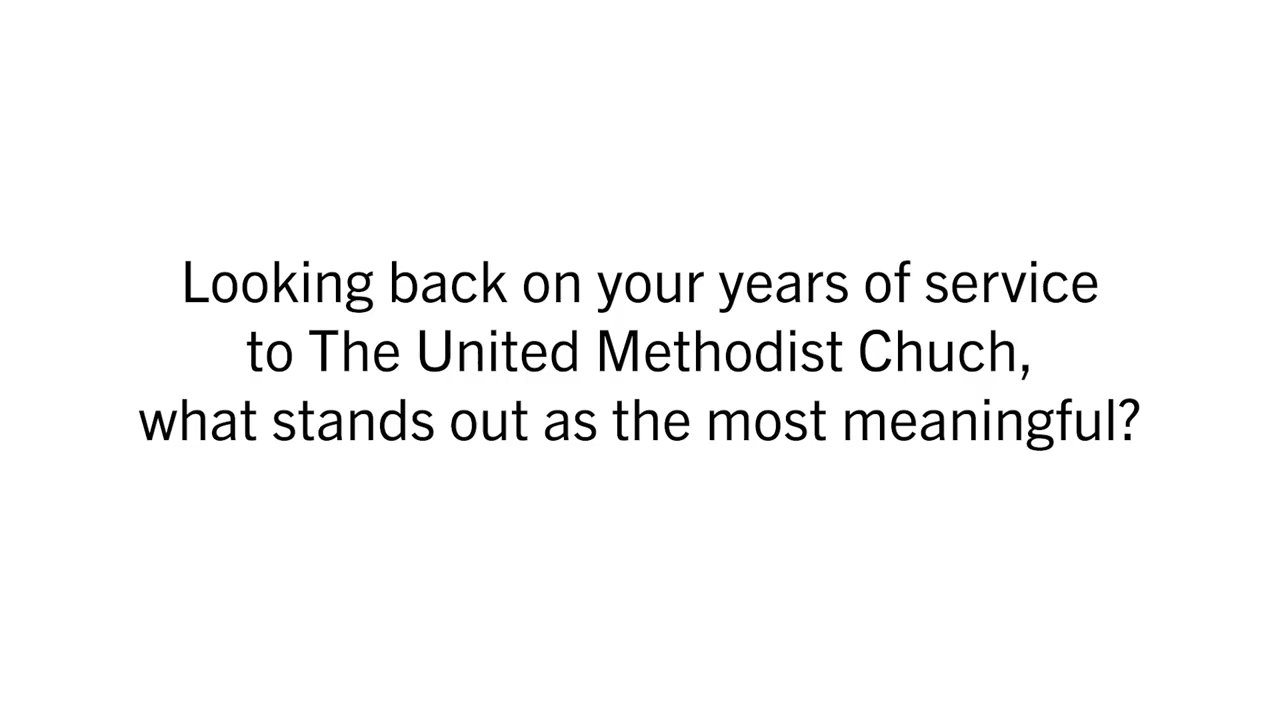 Looking back on your years of service
to The United Methodist Chuch,
what stands out as the most meaningful?